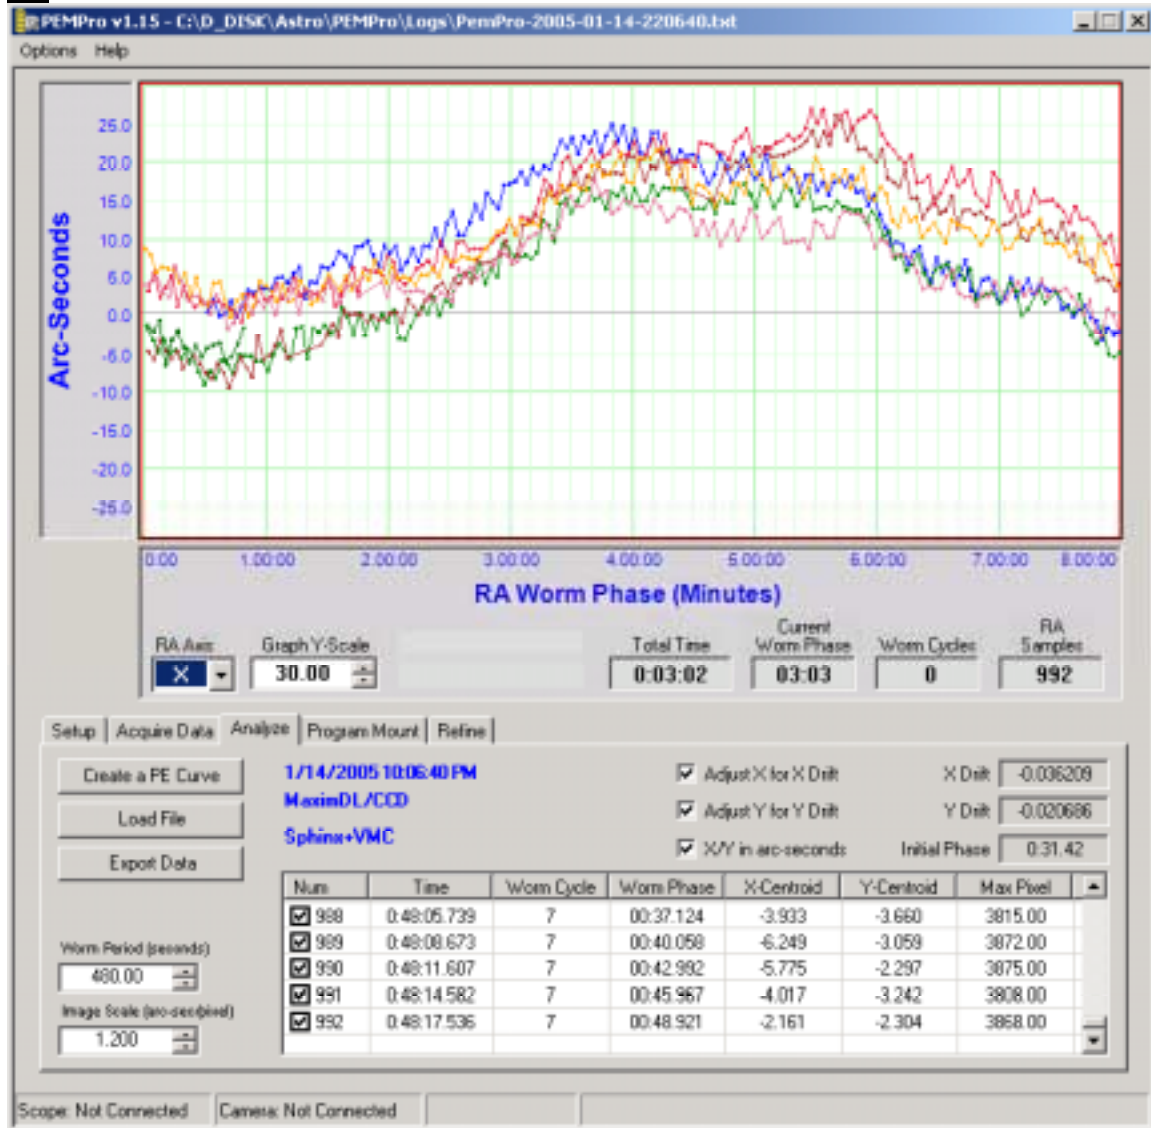 PEMPro v1.15 - C:\D_DISK\Astro\PEMPro\Logs\PemPro-2005-01-14-220640.txt
Options Help
25.0
20.0
15.0
10.0
5.0
0.0
-5.0
-10.0
-15.0
-20.0
-25.0
Arc-Seconds
0:00 1:00:00 2:00:00 3:00:00 4:00:00 5:00:00 6:00:00 7:00:00 8:00:00
RA Worm Phase (Minutes)
RA Axis Graph Y-Scale Total Time Current Worm Phase Worm Cycles RA Samples
X 30.00 0:03:02 03:03 0 992
Setup Acquire Data Analyze Program Mount Refine
Create a PE Curve 1/14/2005 10:06:40 PM Adjust X for X Drift X Drift -0.036209
MaximDL/CCD
Load File Adjust Y for Y Drift Y Drift -0.020686
Sphinx+VMC
Export Data X/Y in arc-seconds Initial Phase 0:31.42
Num Time Worm Cycle Worm Phase X-Centroid Y-Centroid Max Pixel
988 0:48:05.739 7 00:37.124 -3.933 -3.660 3815.00
989 0:48:08.673 7 00:40.058 -6.249 -3.059 3872.00
990 0:48:11.607 7 00:42.992 -5.775 -2.297 3875.00
991 0:48:14.582 7 00:45.967 -4.017 -3.242 3808.00
992 0:48:17.536 7 00:48.921 -2.161 -2.304 3868.00
Worm Period (seconds)
480.00
Image Scale (arc-sec/pixel)
1.200
Scope: Not Connected Camera: Not Connected